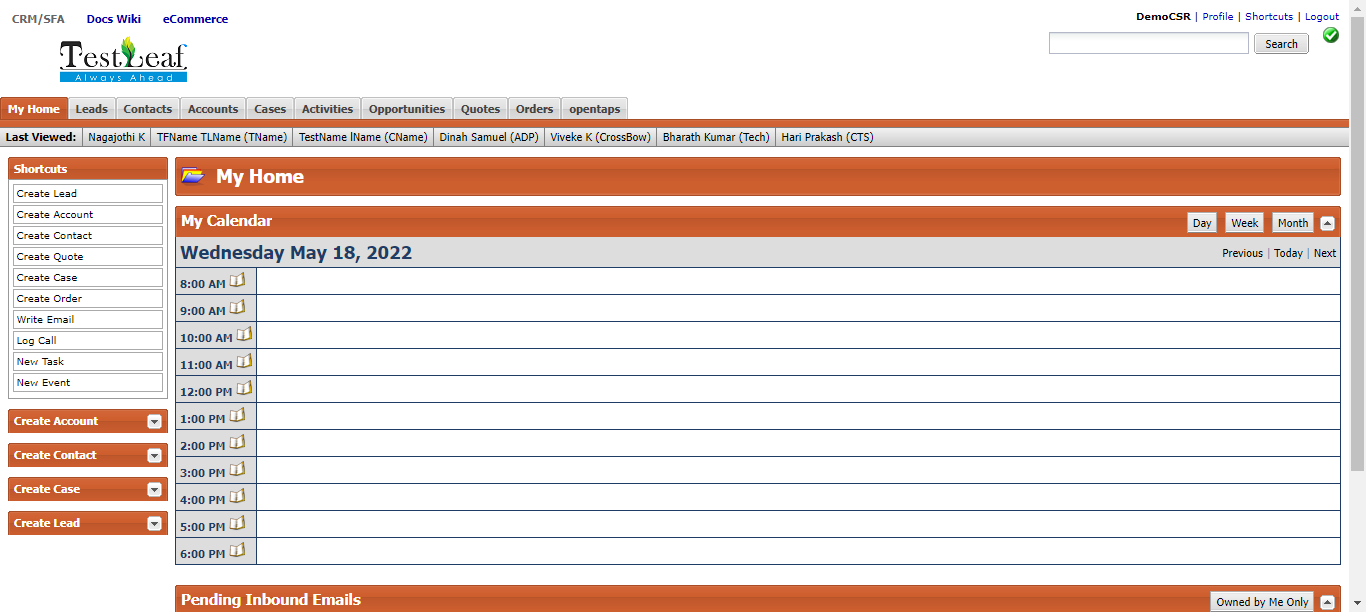 CRM/SFA Docs Wiki eCommerce
DemoCSR | Profile | Shortcuts | Logout
Search
TestLeaf
Always Ahead
My Home Leads Contacts Accounts Cases Activities Opportunities Quotes Orders opentaps
Last Viewed: Nagajothi K TFName TLName (TName) TestName lName (CName) Dinah Samuel (ADP) Viveke K (CrossBow) Bharath Kumar (Tech) Hari Prakash (CTS)
Shortcuts
Create Lead
Create Account
Create Contact
Create Quote
Create Case
Create Order
Write Email
Log Call
New Task
New Event
Create Account
Create Contact
Create Case
Create Lead
My Home
My Calendar Day Week Month
Wednesday May 18, 2022 Previous | Today | Next
8:00 AM
9:00 AM
10:00 AM
11:00 AM
12:00 PM
1:00 PM
2:00 PM
3:00 PM
4:00 PM
5:00 PM
6:00 PM
Pending Inbound Emails Owned by Me Only